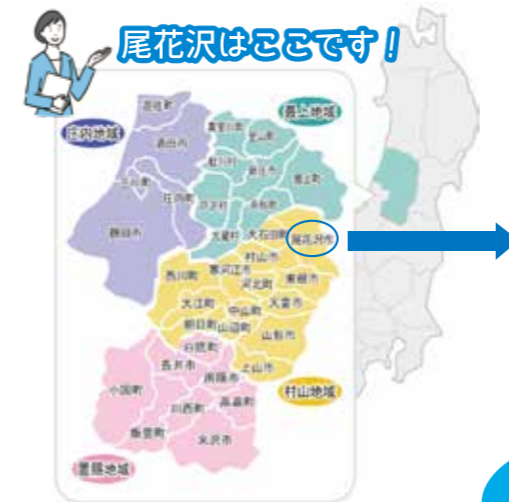 尾花沢はここです！
遊佐町
庄内地域
酒田市
三川町
庄内町
鶴岡市
最上地域
真室川町
金山町
鮭川村
新庄市
最上町
戸沢村
舟形町
大蔵村
大石田町
尾花沢市
村山市
西川町
寒河江市
河北町
東根市
大江町
中山町
天童市
朝日町
山辺町
山形市
上山市
村山地域
白鷹町
長井市
南陽市
小国町
川西町
高畠町
飯豊町
米沢市
置賜地域